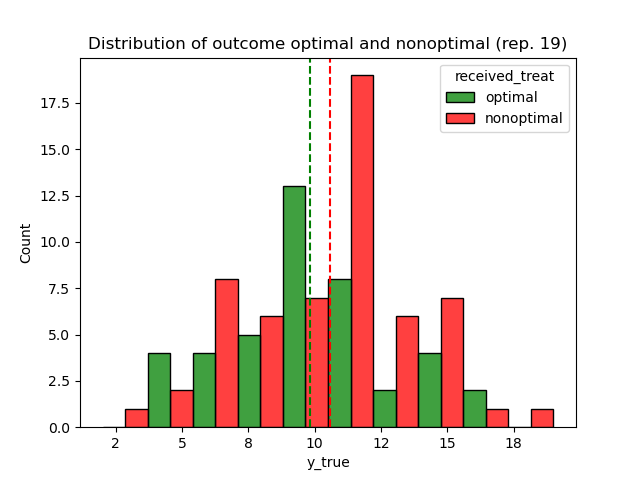 Distribution of outcome optimal and nonoptimal (rep. 19)
received_treat
optimal
nonoptimal
17.5
15.0
12.5
10.0
7.5
5.0
2.5
0.0
Count
2 5 8 10 12 15 18
y_true